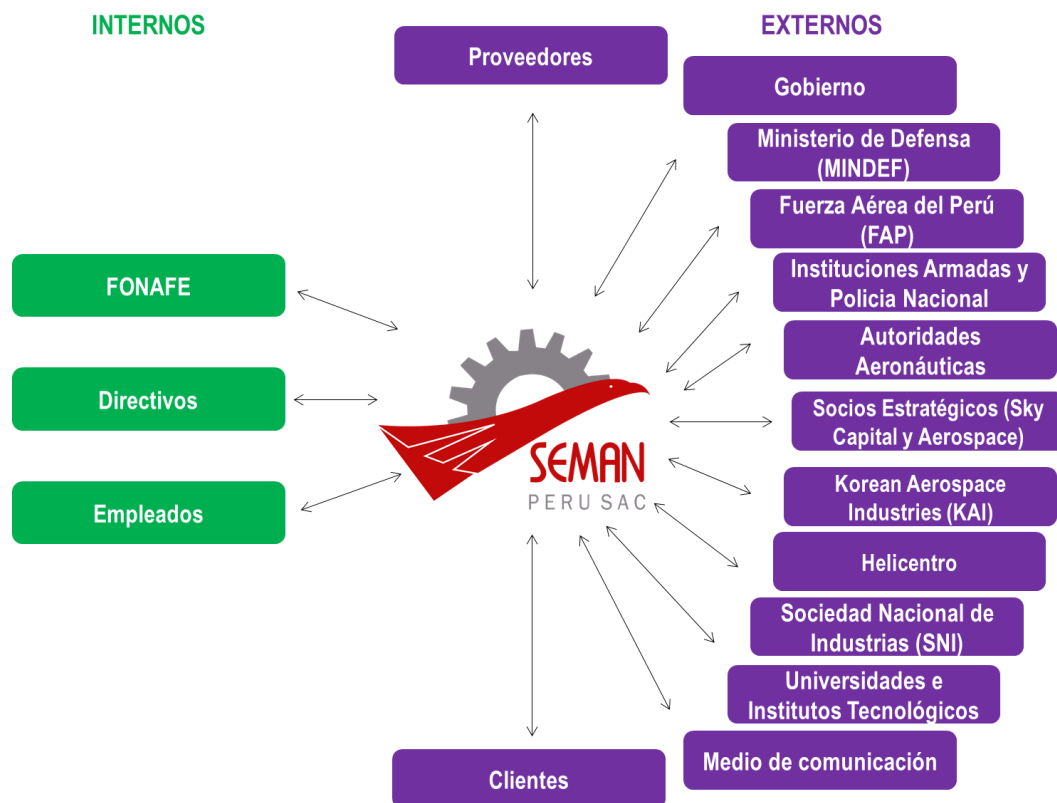 INTERNOS
EXTERNOS
Proveedores
Gobierno
Ministerio de Defensa
(MINDEF)
Fuerza Aérea del Perú
(FAP)
FONAFE
Instituciones Armadas y
Policia Nacional
Autoridades
Aeronáuticas
Directivos
Socios Estratégicos (Sky
Capital y Aerospace)
SEMAN
PERU SAC
Korean Aerospace
Industries (KAI)
Empleados
Helicentro
Sociedad Nacional de
Industrias (SNI)
Universidades e
Institutos Tecnológicos
Medio de comunicación
Clientes